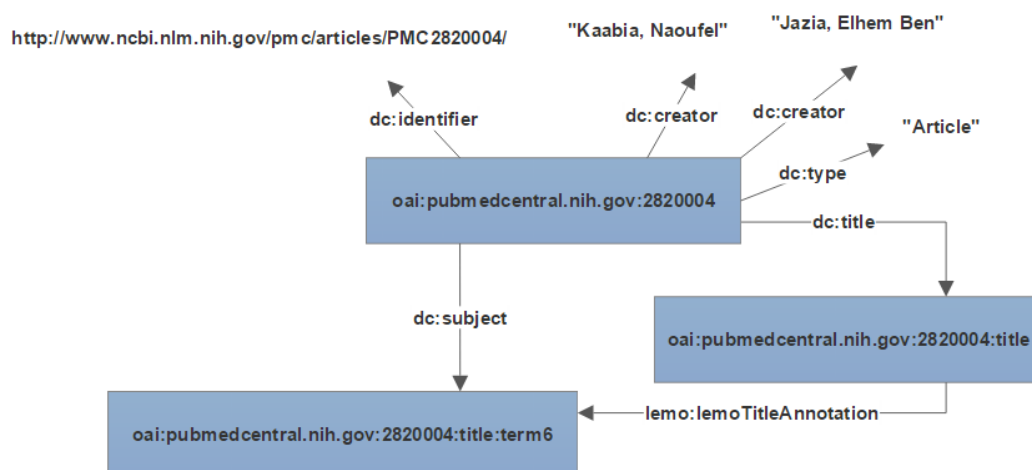 "Kaabia, Naoufel"
"Jazia, Elhem Ben"
http://www.ncbi.nlm.nih.gov/pmc/articles/PMC2820004/
dc:identifier
dc:creator
dc:creator
"Article"
dc:type
oai:pubmedcentral.nih.gov:2820004
dc:title
dc:subject
oai:pubmedcentral.nih.gov:2820004:title
lemo:lemoTitleAnnotation
oai:pubmedcentral.nih.gov:2820004:title:term6